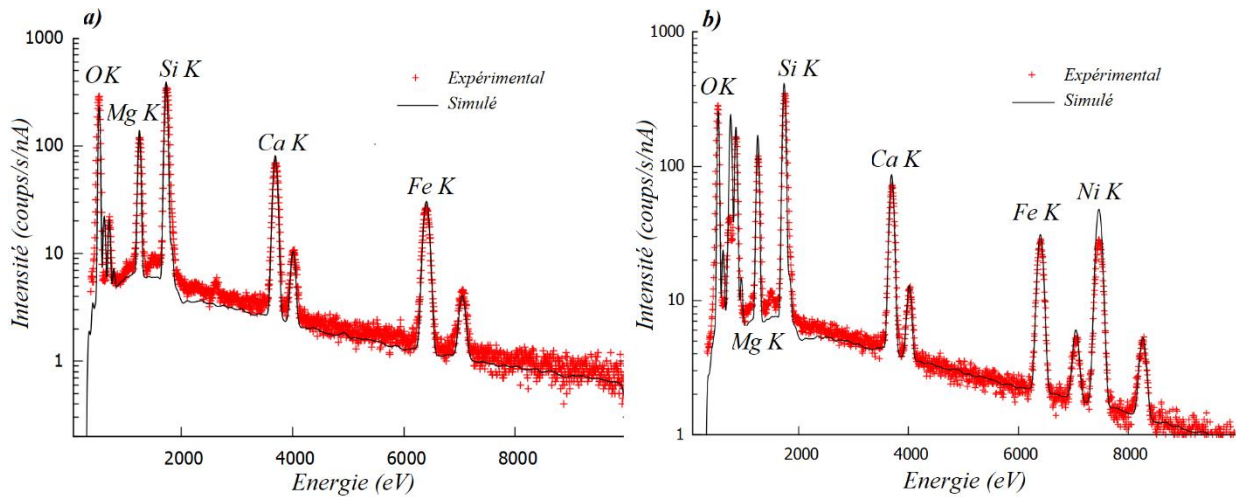 a)
Intensité (coups/s/nA)
1000
100
10
1
O K
Mg K
Si K
Ca K
Fe K
Expérimental
Simulé
2000 4000 6000 8000
Energie (eV)
b)
Intensité (coups/s/nA)
1000
100
10
1
O K
Mg K
Si K
Ca K
Fe K
Ni K
Expérimental
Simulé
2000 4000 6000 8000
Energie (eV)